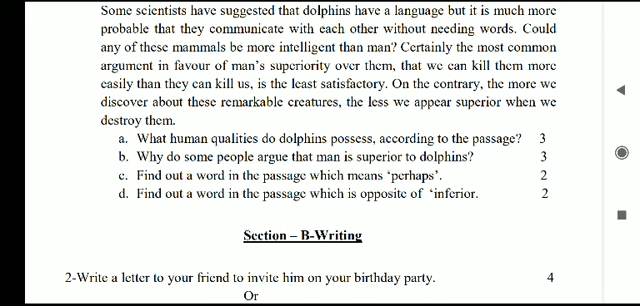 Some scientists have suggested that dolphins have a language but it is much more
probable that they communicate with each other without needing words. Could
any of these mammals be more intelligent than man? Certainly the most common
argument in favour of man's superiority over them, that we can kill them more
easily than they can kill us, is the least satisfactory. On the contrary, the more we
discover about these remarkable creatures, the less we appear superior when we
destroy them.
a. What human qualities do dolphins possess, according to the passage? 3
b. Why do some people argue that man is superior to dolphins? 3
c. Find out a word in the passage which means 'perhaps'. 2
d. Find out a word in the passage which is opposite of 'inferior. 2
Section – B-Writing
2-Write a letter to your friend to invite him on your birthday party. 4
Or